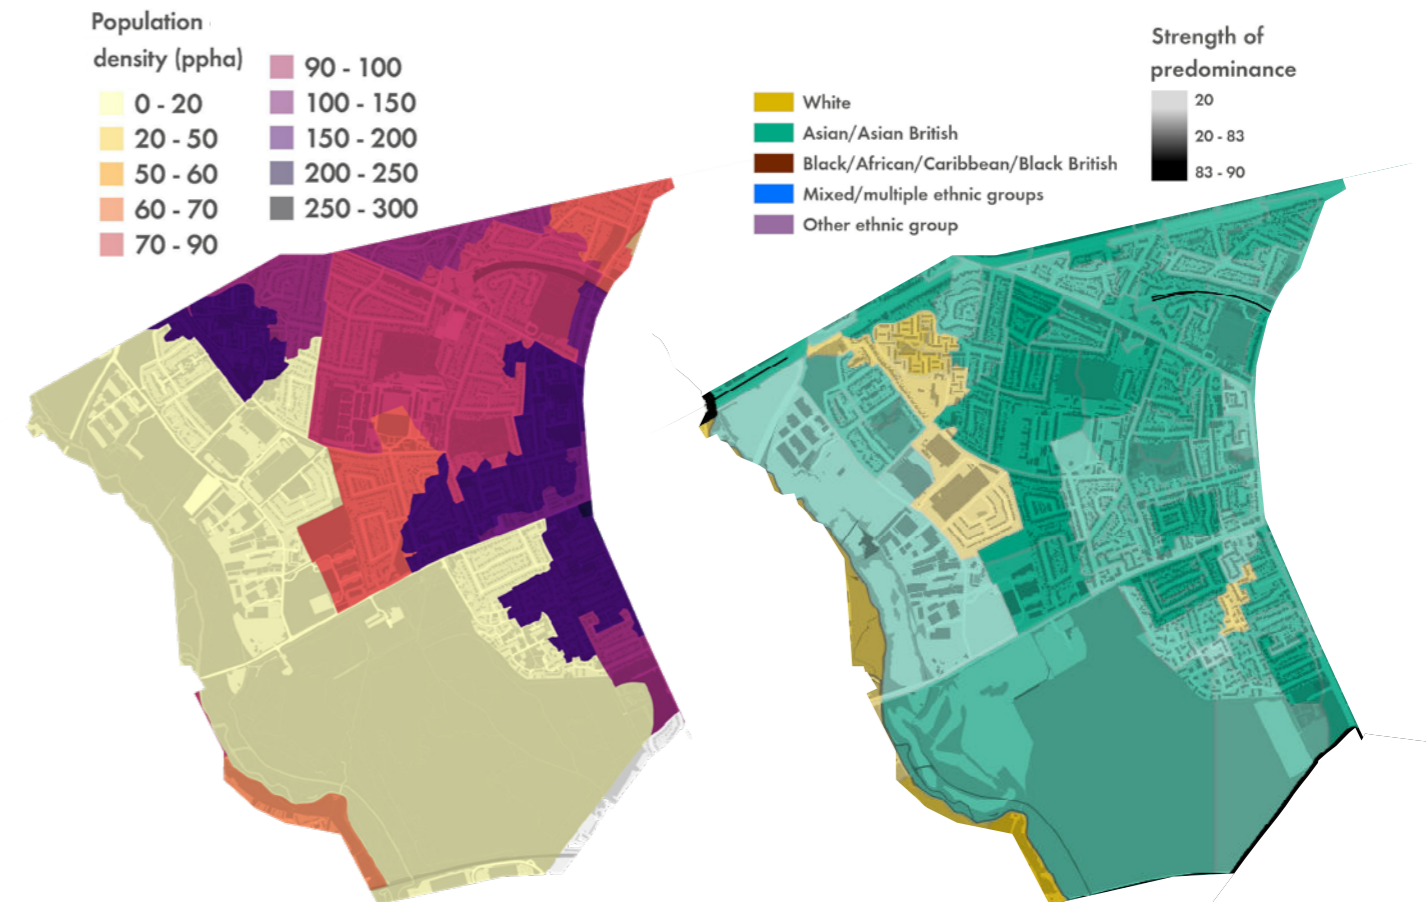 Population
density (ppha)
0 - 20
20 - 50
50 - 60
60 - 70
70 - 90
90 - 100
100 - 150
150 - 200
200 - 250
250 - 300
White
Asian/Asian British
Black/African/Caribbean/Black British
Mixed/multiple ethnic groups
Other ethnic group
Strength of
predominance
20
20 - 83
83 - 90